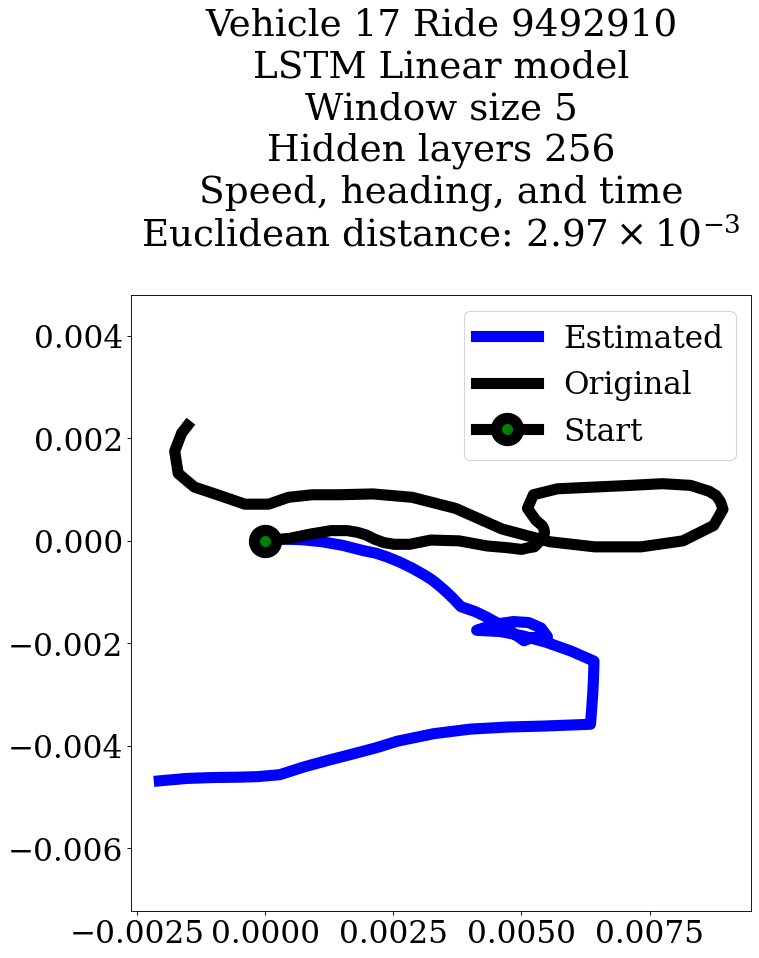 Vehicle 17 Ride 9492910
LSTM Linear model
Window size 5
Hidden layers 256
Speed, heading, and time
Euclidean distance: 2.97 × 10⁻³
Estimated
Original
Start
0.004
0.002
0.000
−0.002
−0.004
−0.006
−0.0025 0.0000 0.0025 0.0050 0.0075